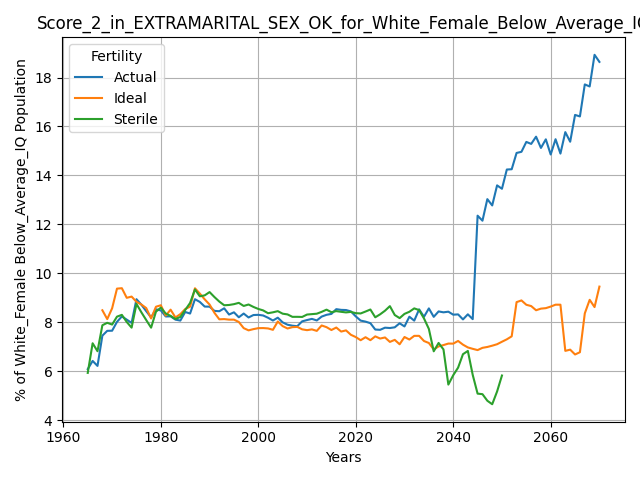 Score_2_in_EXTRAMARITAL_SEX_OK_for_White_Female_Below_Average_IQ
Fertility
Actual
Ideal
Sterile
% of White_Female Below_Average_IQ Population
18
16
14
12
10
8
6
4
1960
1980
2000
2020
2040
2060
Years